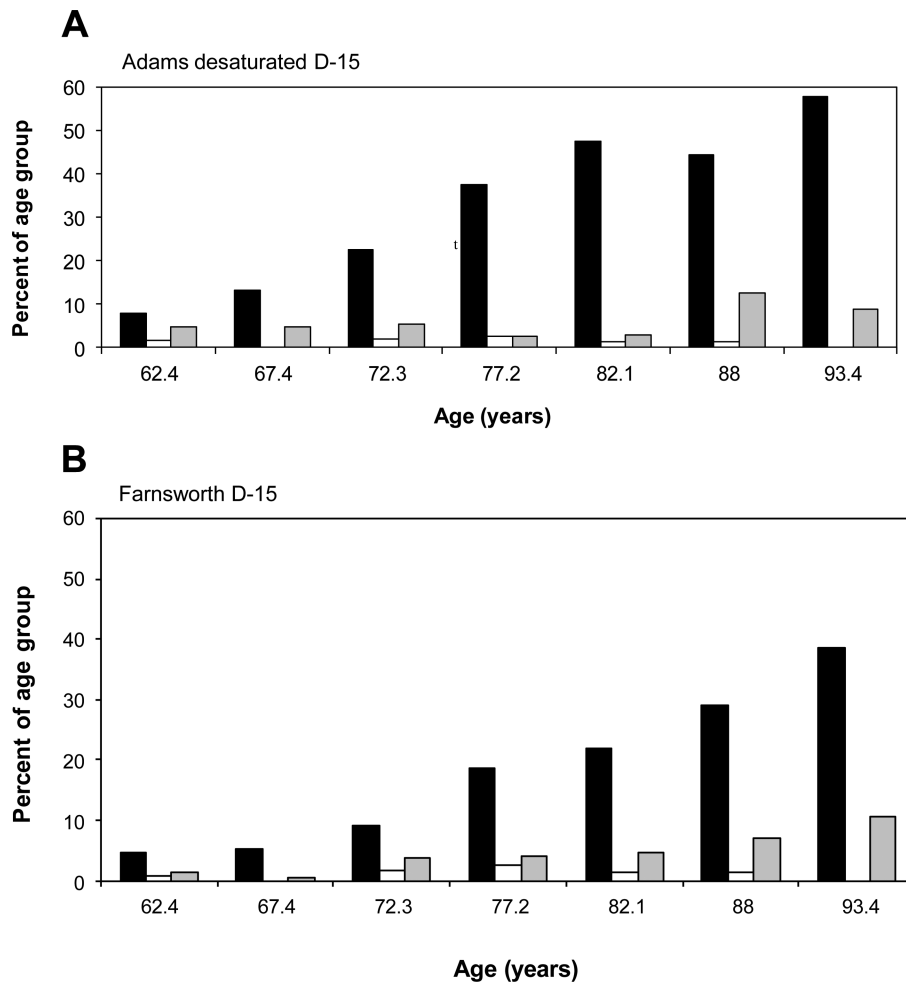 A
Adams desaturated D-15
Percent of age group
60
50
40
30
20
10
0
t
62.4 67.4 72.3 77.2 82.1 88 93.4
Age (years)
B
Farnsworth D-15
Percent of age group
60
50
40
30
20
10
0
62.4 67.4 72.3 77.2 82.1 88 93.4
Age (years)